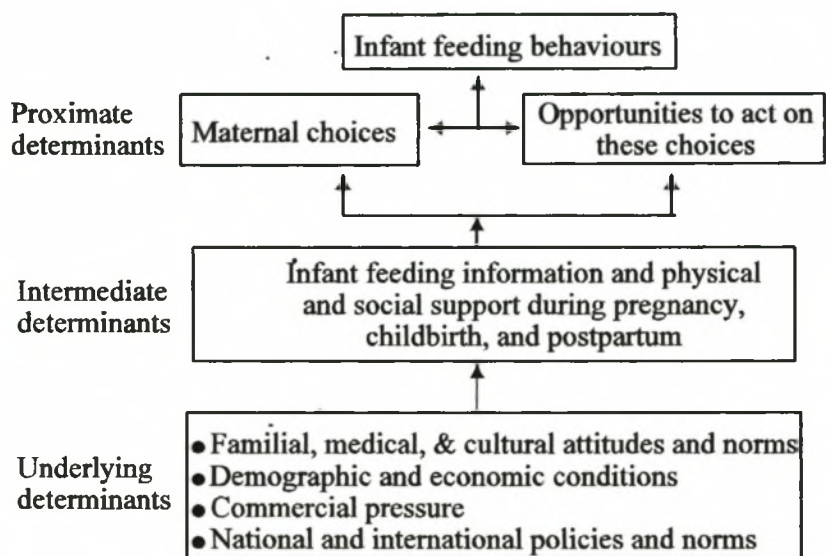 Infant feeding behaviours
Proximate
determinants
Maternal choices
Opportunities to act on
these choices
Intermediate
determinants
Infant feeding information and physical
and social support during pregnancy,
childbirth, and postpartum
Underlying
determinants
● Familial, medical, & cultural attitudes and norms
● Demographic and economic conditions
● Commercial pressure
● National and international policies and norms